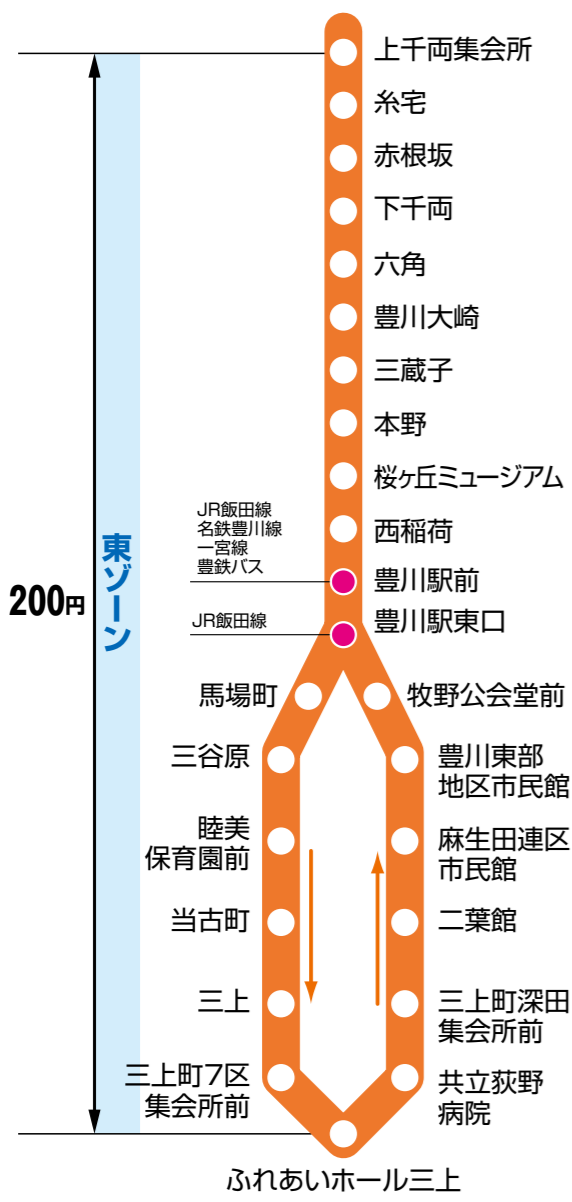 上千両集会所
糸宅
赤根坂
下千両
六角
豊川大崎
三蔵子
本野
桜ヶ丘ミュージアム
西稲荷
JR飯田線
名鉄豊川線
一宮線
豊鉄バス
豊川駅前
東ゾーン
200円
JR飯田線
豊川駅東口
馬場町
牧野公会堂前
三谷原
豊川東部
地区市民館
睦美
保育園前
麻生田連区
市民館
当古町
二葉館
三上
三上町深田
集会所前
三上町7区
集会所前
共立荻野
病院
ふれあいホール三上